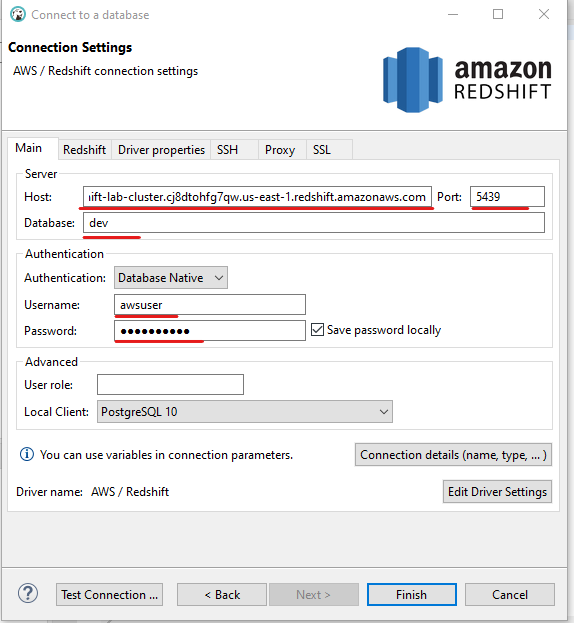 Connect to a database
Connection Settings
AWS / Redshift connection settings
amazon
REDSHIFT
Main Redshift Driver properties SSH Proxy SSL
Server
Host: ift-lab-cluster.cj8dtohfg7qw.us-east-1.redshift.amazonaws.com Port: 5439
Database: dev
Authentication
Authentication: Database Native
Username: awsuser
Password: ••••••••••
Save password locally
Advanced
User role:
Local Client: PostgreSQL 10
You can use variables in connection parameters. Connection details (name, type, ... )
Driver name: AWS / Redshift Edit Driver Settings
? Test Connection ... < Back Next > Finish Cancel